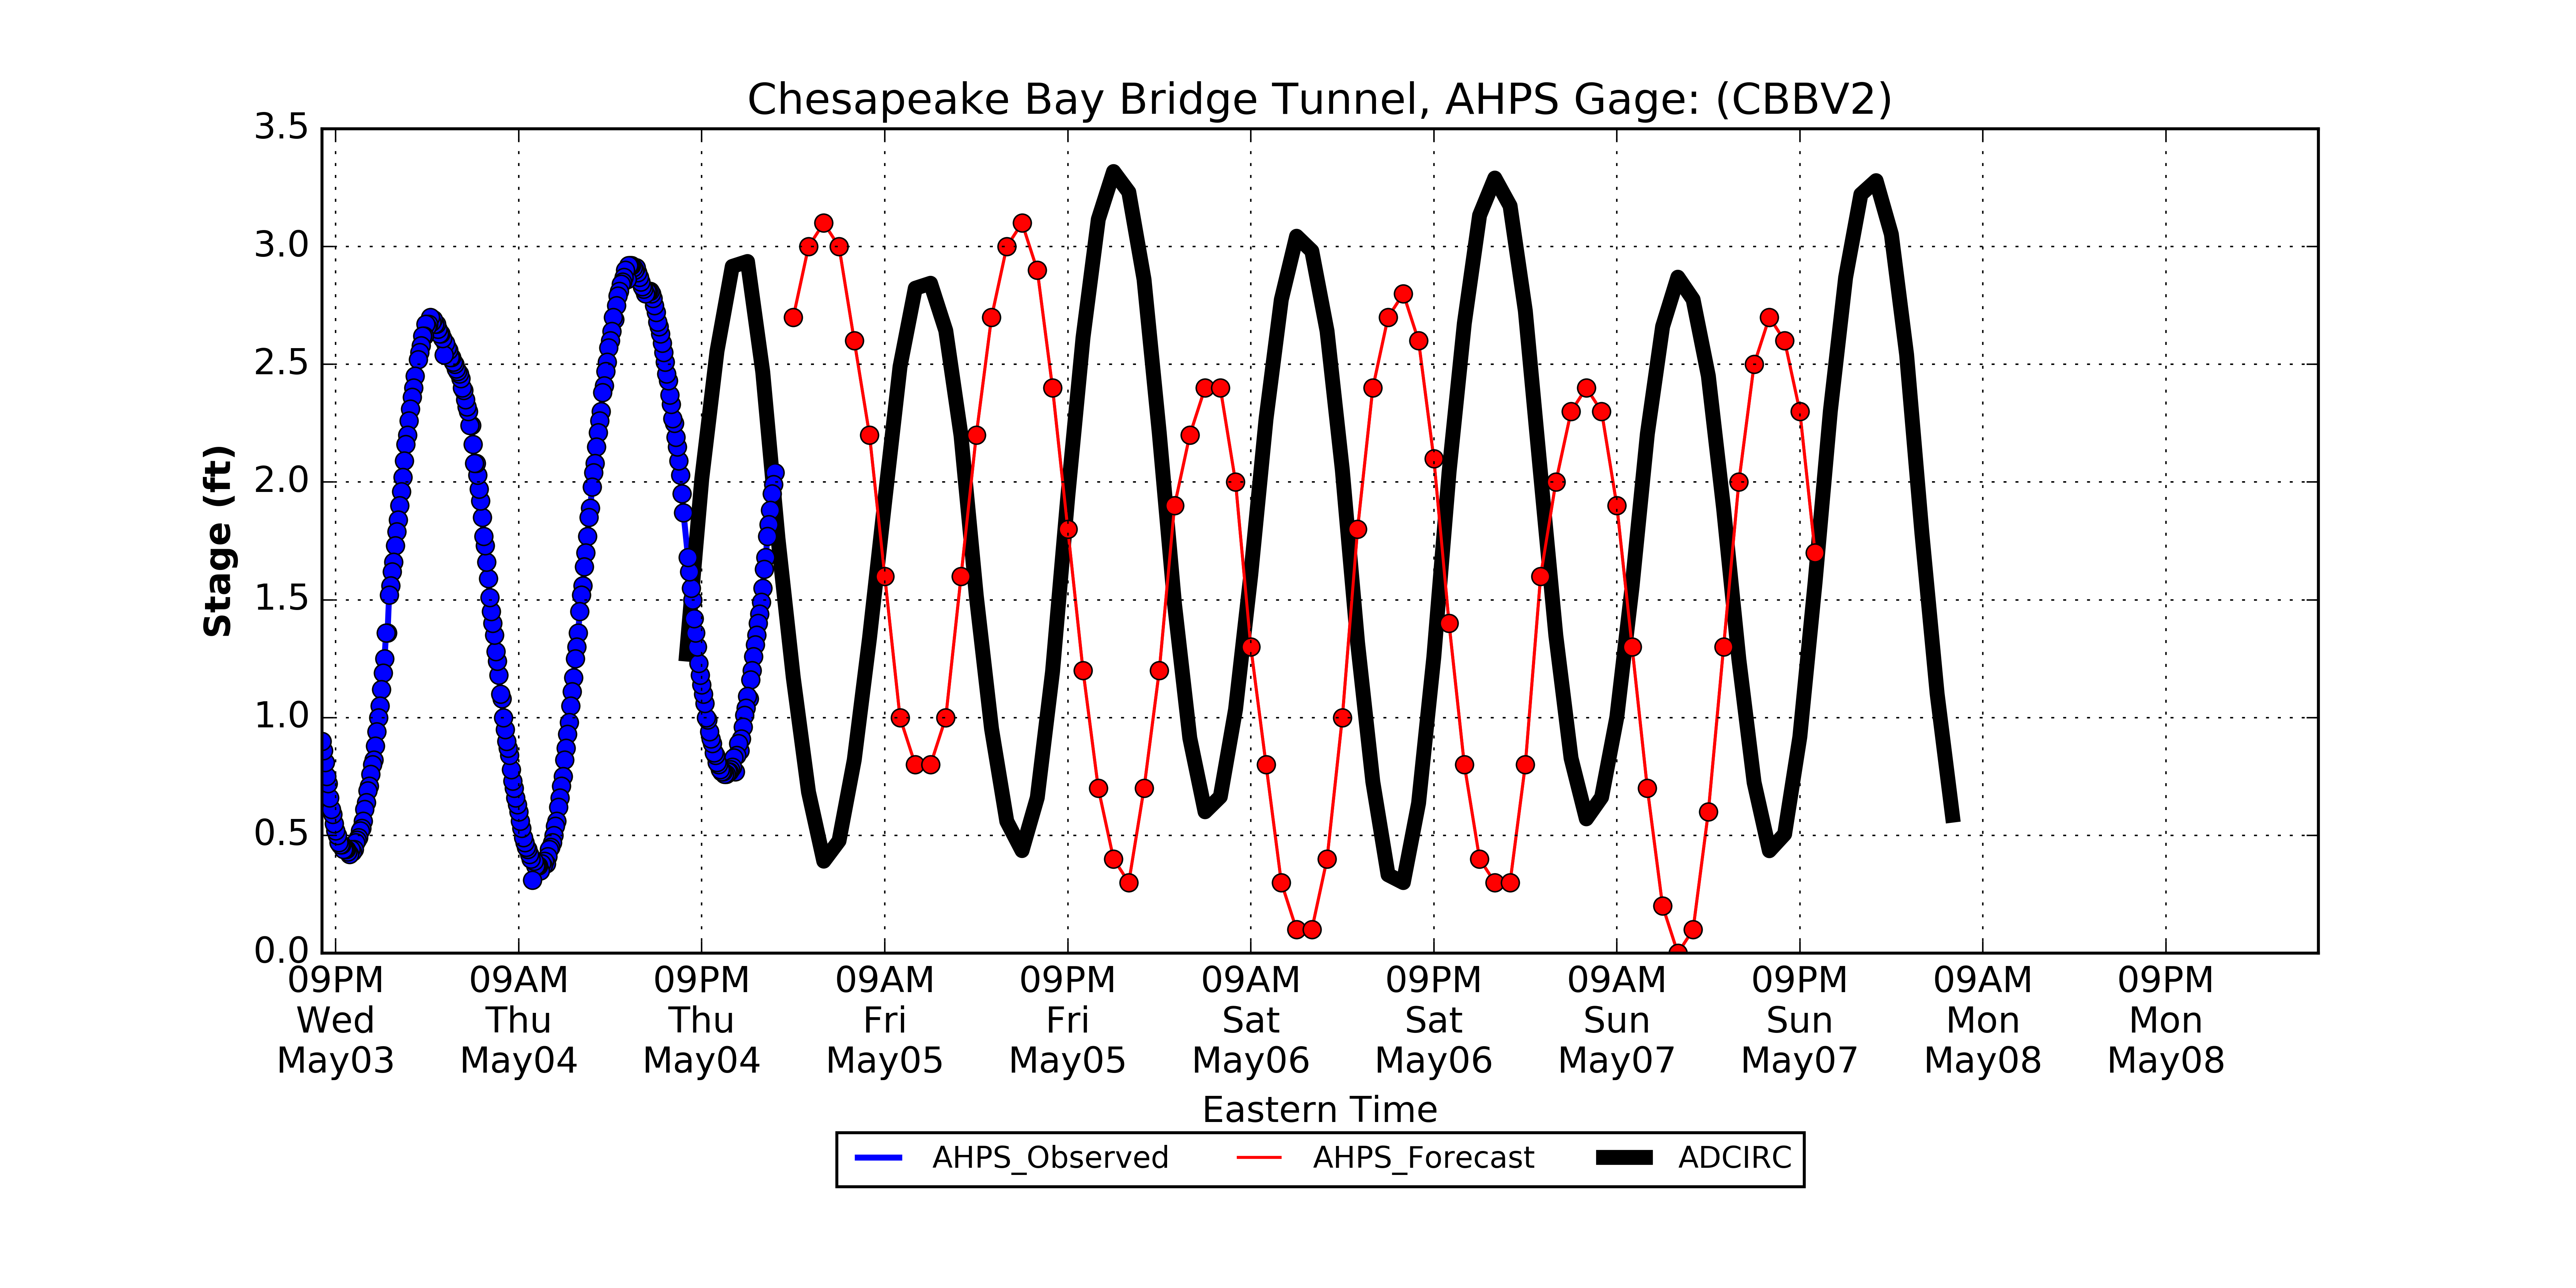 Chesapeake Bay Bridge Tunnel, AHPS Gage: (CBBV2)
3.5
3.0
2.5
2.0
1.5
1.0
0.5
0.0
Stage (ft)
09PM 09AM 09PM 09AM 09PM 09AM 09PM 09AM 09PM 09AM 09PM
Wed Thu Thu Fri Fri Sat Sat Sun Sun Mon Mon
May03 May04 May04 May05 May05 May06 May06 May07 May07 May08 May08
Eastern Time
AHPS_Observed AHPS_Forecast ADCIRC